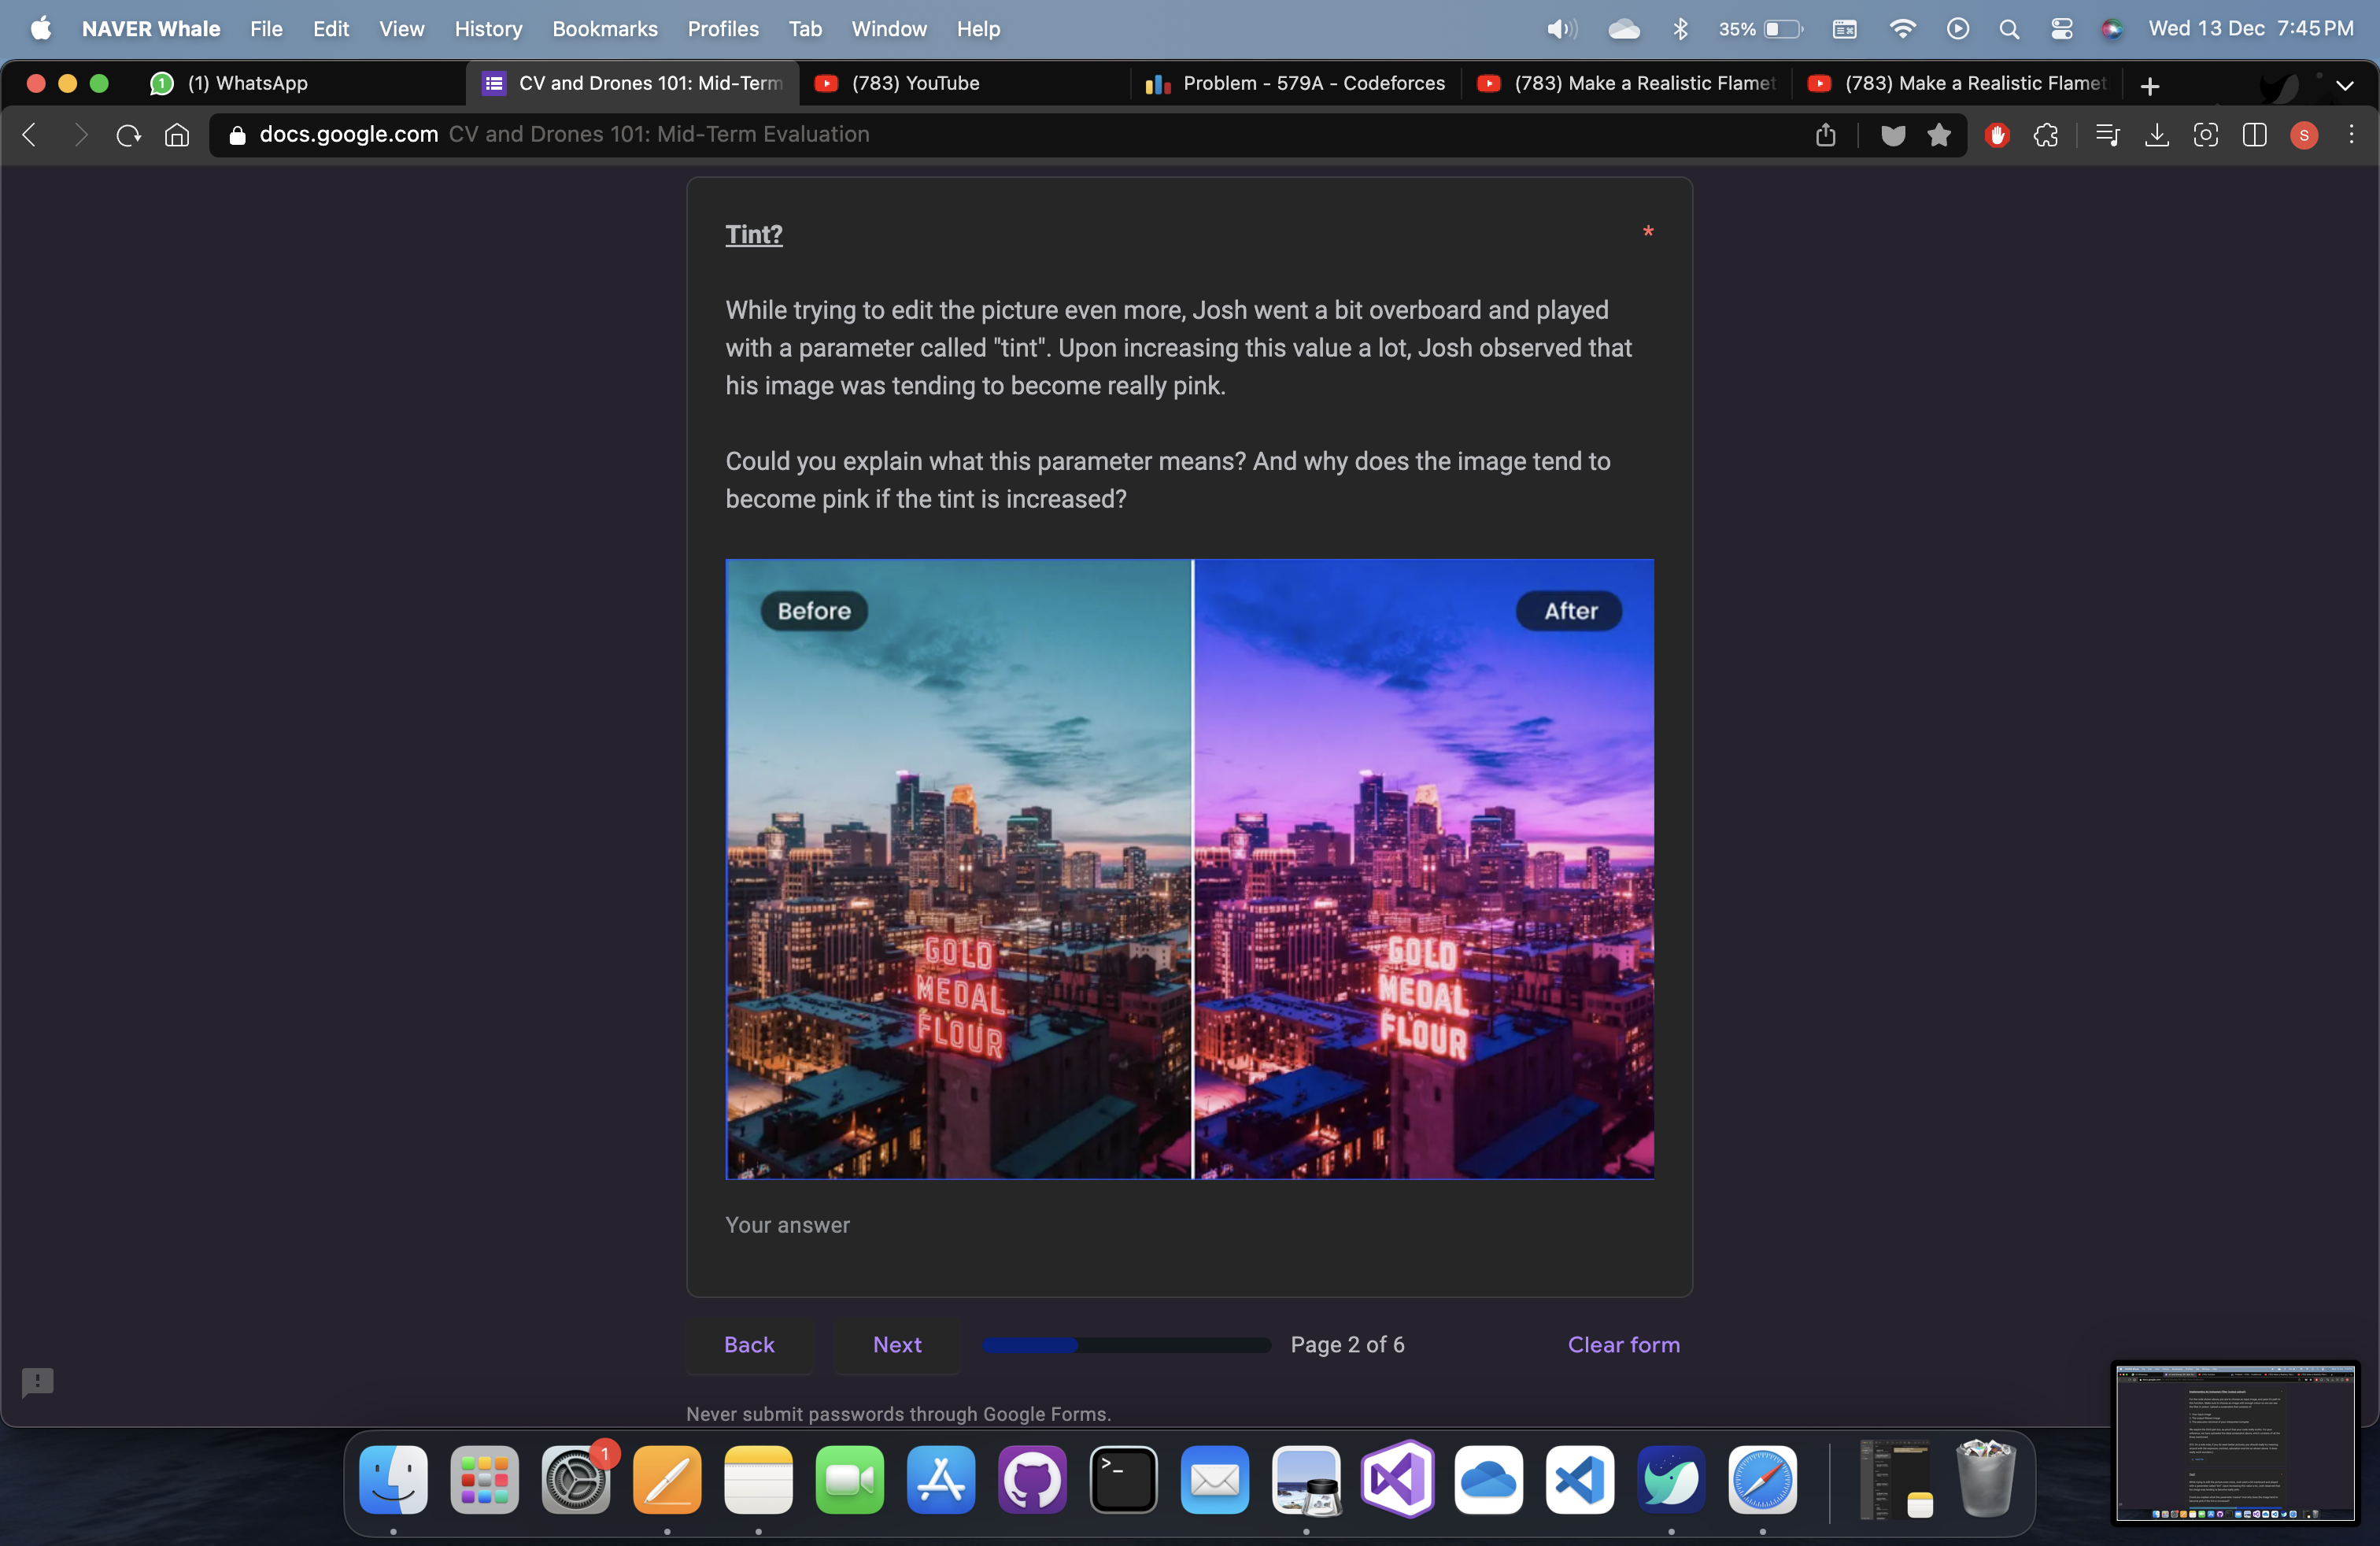 NAVER Whale File Edit View History Bookmarks Profiles Tab Window Help 35% Wed 13 Dec 7:45 PM
(1) WhatsApp CV and Drones 101: Mid-Term (783) YouTube Problem - 579A - Codeforces (783) Make a Realistic Flamet (783) Make a Realistic Flamet
docs.google.com CV and Drones 101: Mid-Term Evaluation S
Tint? *
While trying to edit the picture even more, Josh went a bit overboard and played
with a parameter called "tint". Upon increasing this value a lot, Josh observed that
his image was tending to become really pink.
Could you explain what this parameter means? And why does the image tend to
become pink if the tint is increased?
Before After
GOLD
MEDAL
FLOUR
GOLD
MEDAL
FLOUR
Your answer
Back Next Page 2 of 6 Clear form
Never submit passwords through Google Forms.
1